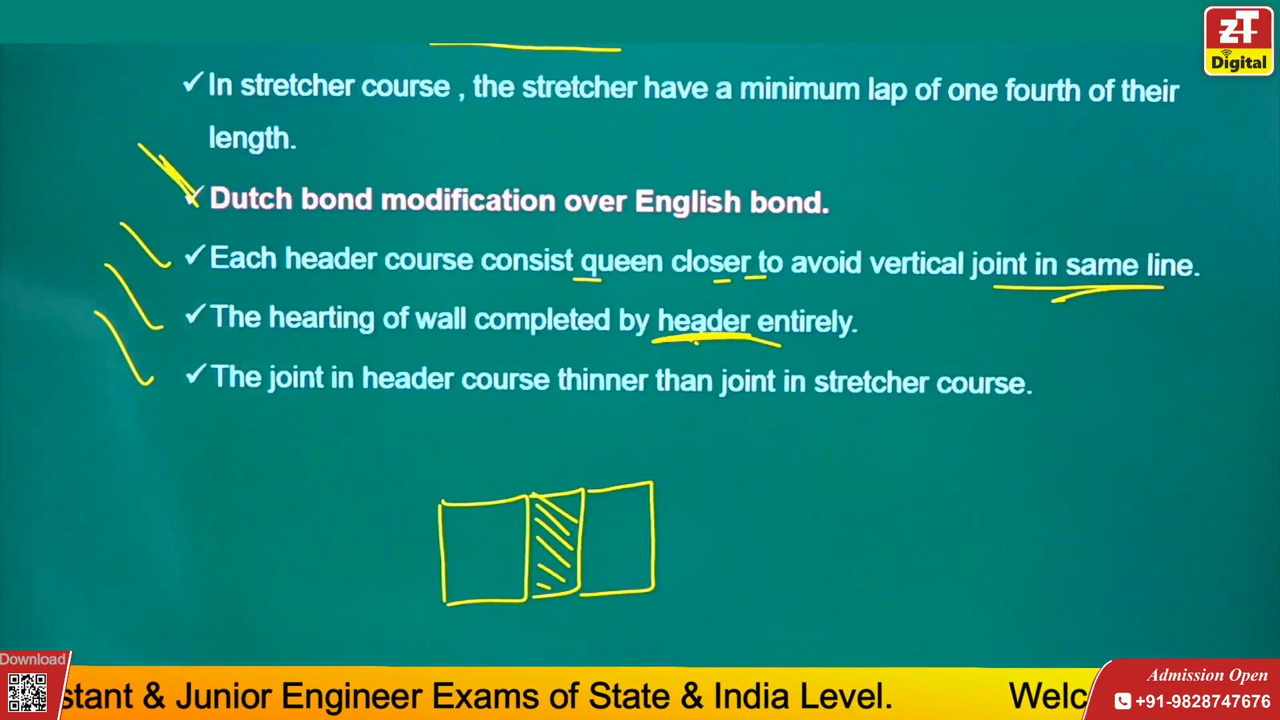 ZT
Digital
✓ In stretcher course , the stretcher have a minimum lap of one fourth of their
length.
✓ Dutch bond modification over English bond.
✓ Each header course consist queen closer to avoid vertical joint in same line.
✓ The hearting of wall completed by header entirely.
✓ The joint in header course thinner than joint in stretcher course.
Download
stant & Junior Engineer Exams of State & India Level. Welc
Admission Open
+91-9828747676